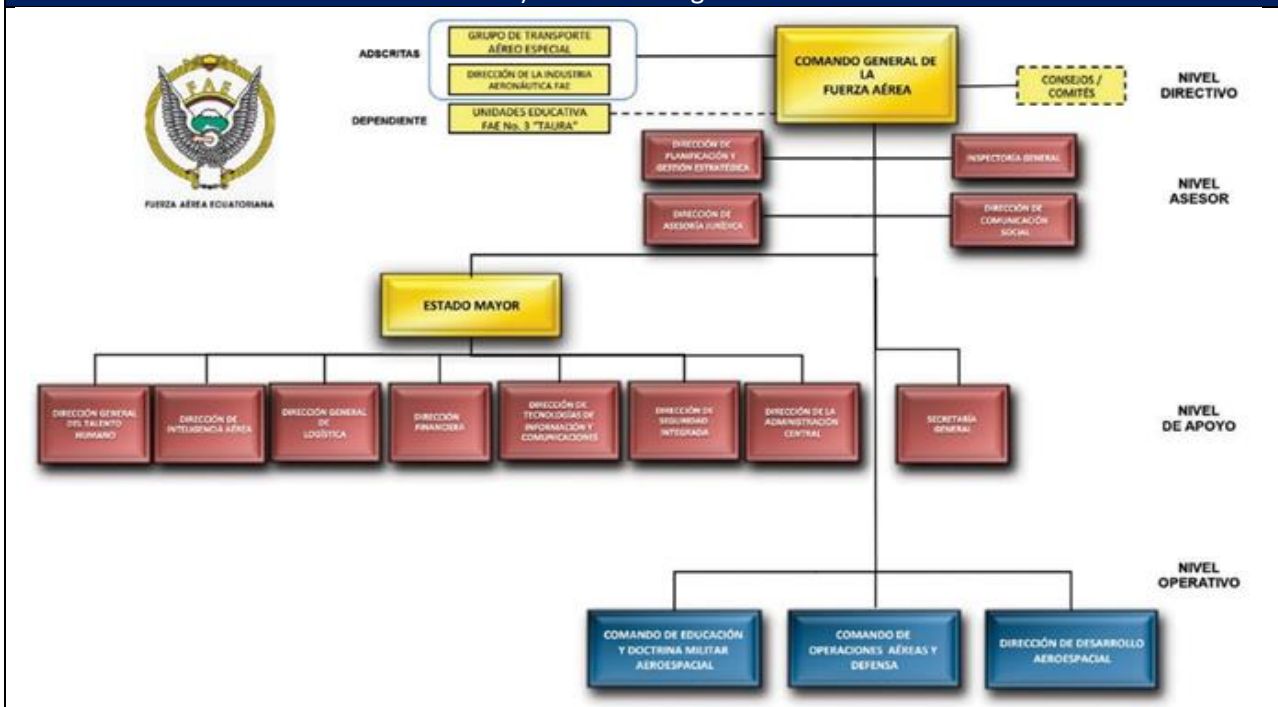 FAE
FUERZA AÉREA ECUATORIANA
ADSCRITAS
GRUPO DE TRANSPORTE
AÉREO ESPECIAL
DIRECCIÓN DE LA INDUSTRIA
AERONÁUTICA FAE
DEPENDIENTE
UNIDADES EDUCATIVA
FAE No. 3 "TAURA"
COMANDO GENERAL DE
LA
FUERZA AÉREA
CONSEJOS /
COMITÉS
NIVEL
DIRECTIVO
DIRECCIÓN DE
PLANIFICACIÓN Y
GESTIÓN ESTRATÉGICA
INSPECTORÍA GENERAL
DIRECCIÓN DE
ASESORÍA JURÍDICA
DIRECCIÓN DE
COMUNICACIÓN
SOCIAL
NIVEL
ASESOR
ESTADO MAYOR
DIRECCIÓN GENERAL
DEL TALENTO
HUMANO
DIRECCIÓN DE
INTELIGENCIA AÉREA
DIRECCIÓN GENERAL
DE
LOGÍSTICA
DIRECCIÓN
FINANCIERA
DIRECCIÓN DE
TECNOLOGÍAS DE
INFORMACIÓN Y
COMUNICACIONES
DIRECCIÓN DE
SEGURIDAD
INTEGRADA
DIRECCIÓN DE LA
ADMINISTRACIÓN
CENTRAL
SECRETARÍA
GENERAL
NIVEL
DE APOYO
NIVEL
OPERATIVO
COMANDO DE EDUCACIÓN
Y DOCTRINA MILITAR
AEROESPACIAL
COMANDO DE
OPERACIONES AÉREAS Y
DEFENSA
DIRECCIÓN DE DESARROLLO
AEROESPACIAL